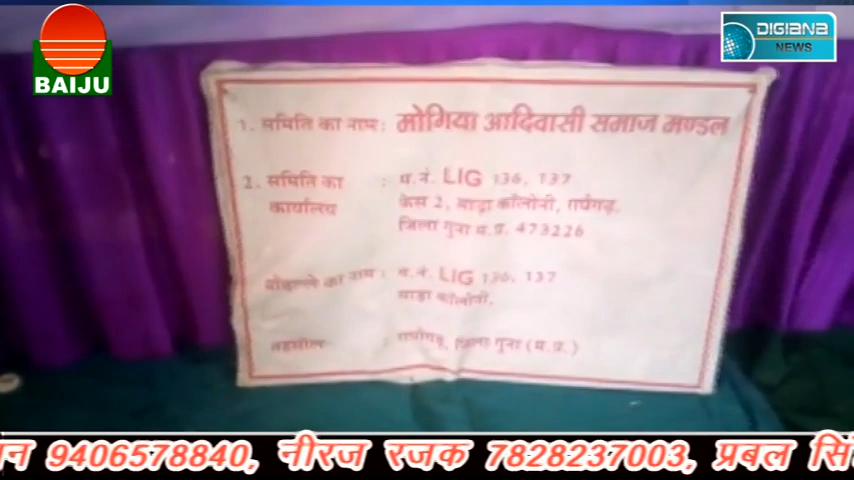 BAIJU
DIGIANA
NEWS
1. समिति का नाम: मोगिया आदिवासी समाज मण्डल
2. समिति का : म.नं. LIG 136, 137
कार्यालय फेस 2, साड़ा कॉलोनी, राघौगढ़,
जिला गुना म.प्र. 473226
मोहल्ले का नाम : म.नं. LIG 136, 137
साड़ा कॉलोनी,
तहसील : राघौगढ़, जिला गुना (म.प्र.)
न 9406578840, नीरज रजक 7828237003, प्रबल सिं